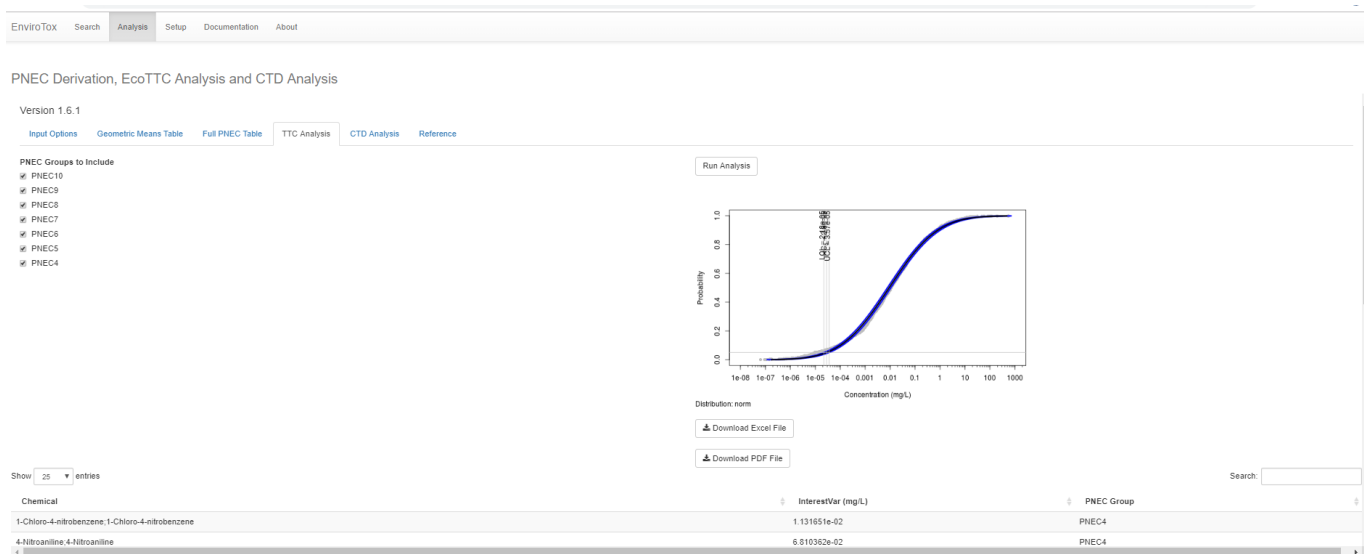 EnviroTox Search Analysis Setup Documentation About
PNEC Derivation, EcoTTC Analysis and CTD Analysis
Version 1.6.1
Input Options Geometric Means Table Full PNEC Table TTC Analysis CTD Analysis Reference
PNEC Groups to Include
PNEC10
PNEC9
PNEC8
PNEC7
PNEC6
PNEC5
PNEC4
Run Analysis
Probability
1.0
0.8
0.6
0.4
0.2
0.0
1e-08 1e-07 1e-06 1e-05 1e-04 0.001 0.01 0.1 1 10 100 1000
Concentration (mg/L)
Distribution: norm
Download Excel File
Download PDF File
Show 25 entries
Search:
Chemical InterestVar (mg/L) PNEC Group
1-Chloro-4-nitrobenzene;1-Chloro-4-nitrobenzene 1.131651e-02 PNEC4
4-Nitroaniline;4-Nitroaniline 6.810362e-02 PNEC4